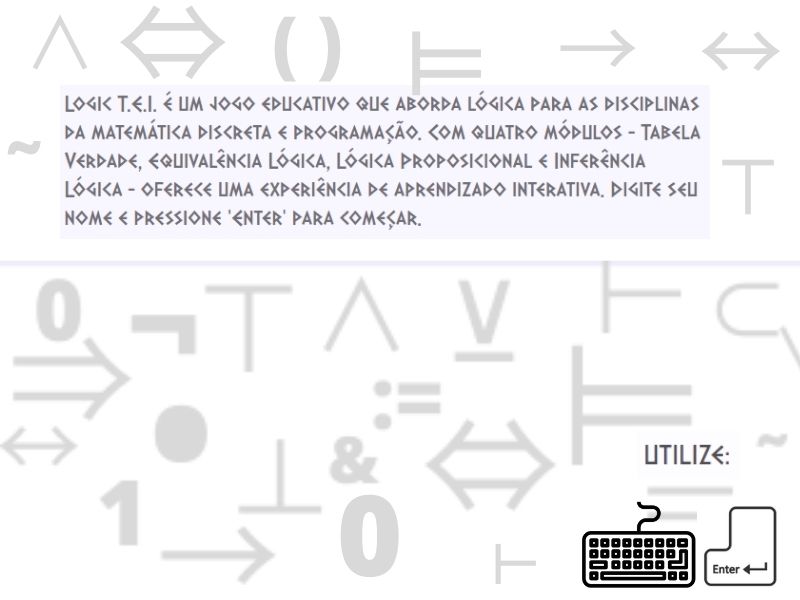 Logic T.E.I. é um jogo educativo que aborda lógica para as disciplinas
da matemática discreta e programação. Com quatro módulos - Tabela
Verdade, Equivalência Lógica, Lógica Proposicional e Inferência
Lógica - oferece uma experiência de aprendizado interativa. Digite seu
nome e pressione 'Enter' para começar.
UTILIZE:
Enter